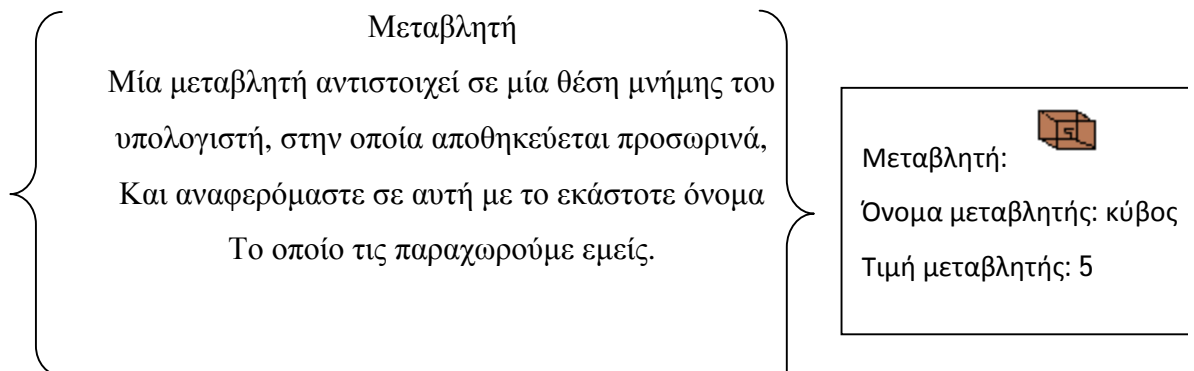 Μεταβλητή
Μία μεταβλητή αντιστοιχεί σε μία θέση μνήμης του
υπολογιστή, στην οποία αποθηκεύεται προσωρινά,
Και αναφερόμαστε σε αυτή με το εκάστοτε όνομα
Το οποίο τις παραχωρούμε εμείς.
5
Μεταβλητή:
Όνομα μεταβλητής: κύβος
Τιμή μεταβλητής: 5